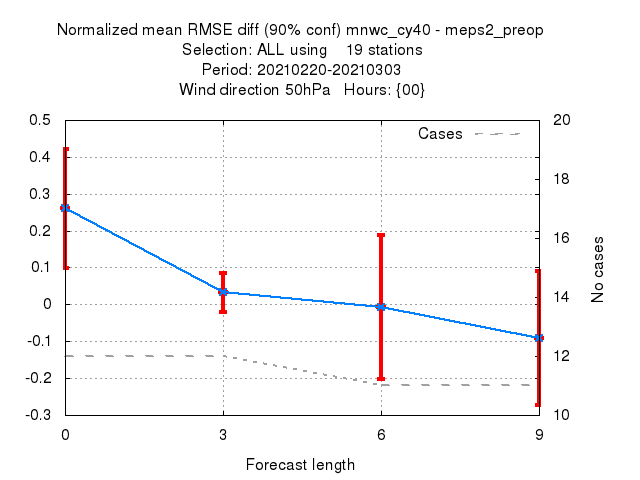 Normalized mean RMSE diff (90% conf) mnwc_cy40 - meps2_preop
Selection: ALL using    19 stations
Period: 20210220-20210303
Wind direction 50hPa   Hours: {00}
Cases
0.5
0.4
0.3
0.2
0.1
0
-0.1
-0.2
-0.3
20
18
16
14
12
10
No cases
0 3 6 9
Forecast length